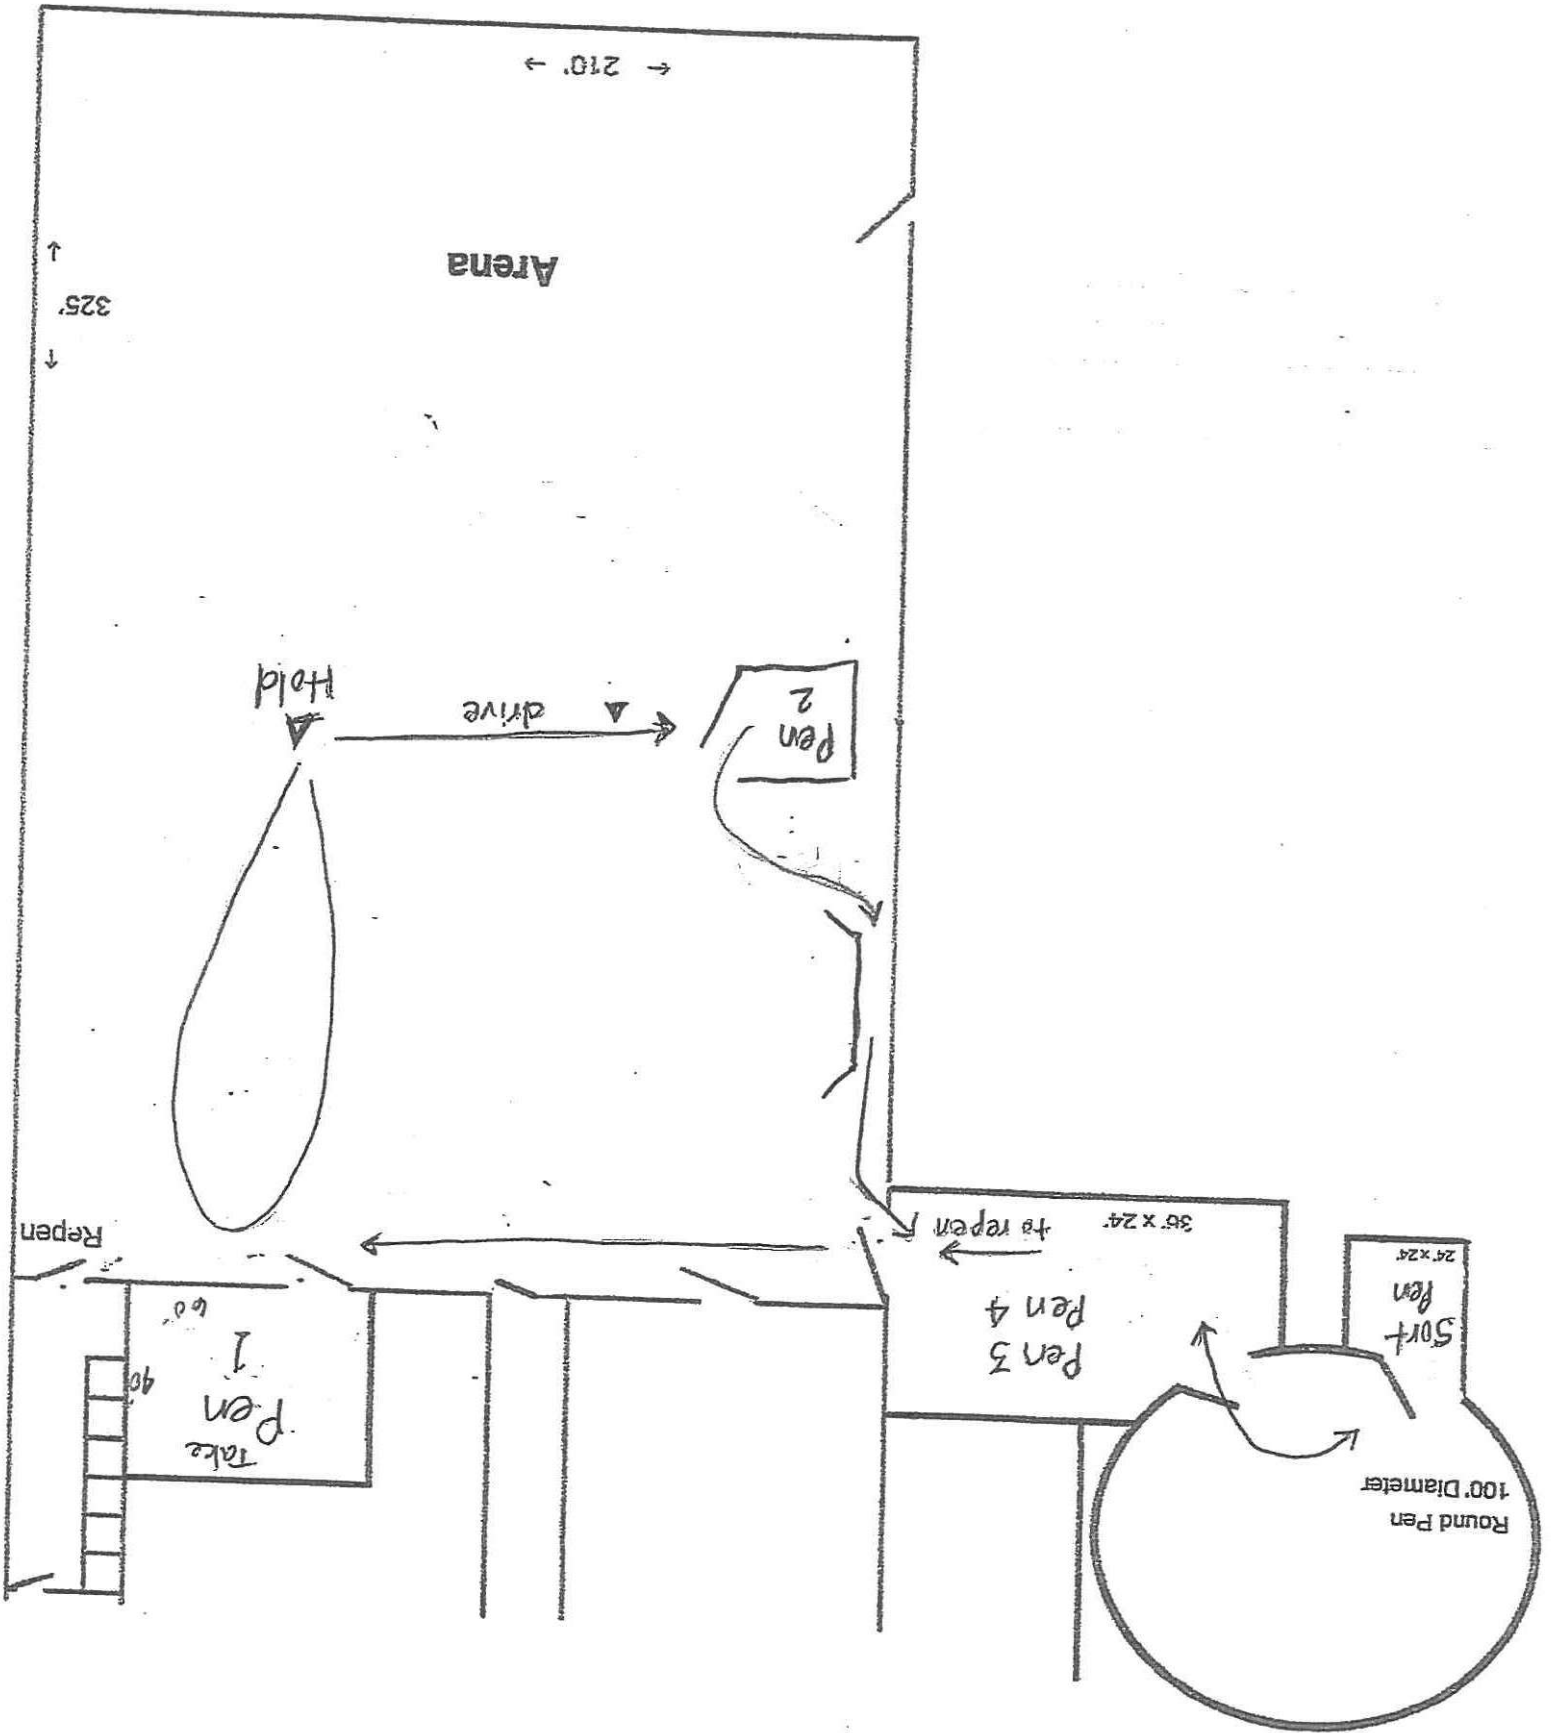 Round Pen
100' Diameter
Sort
Pen
24' x 24'
Take
Pen
1
40'
60'
Pen 3
Pen 4
36' x 24'
to repen
Repen
Pen
2
drive
Hold
325'
Arena
← 210' →